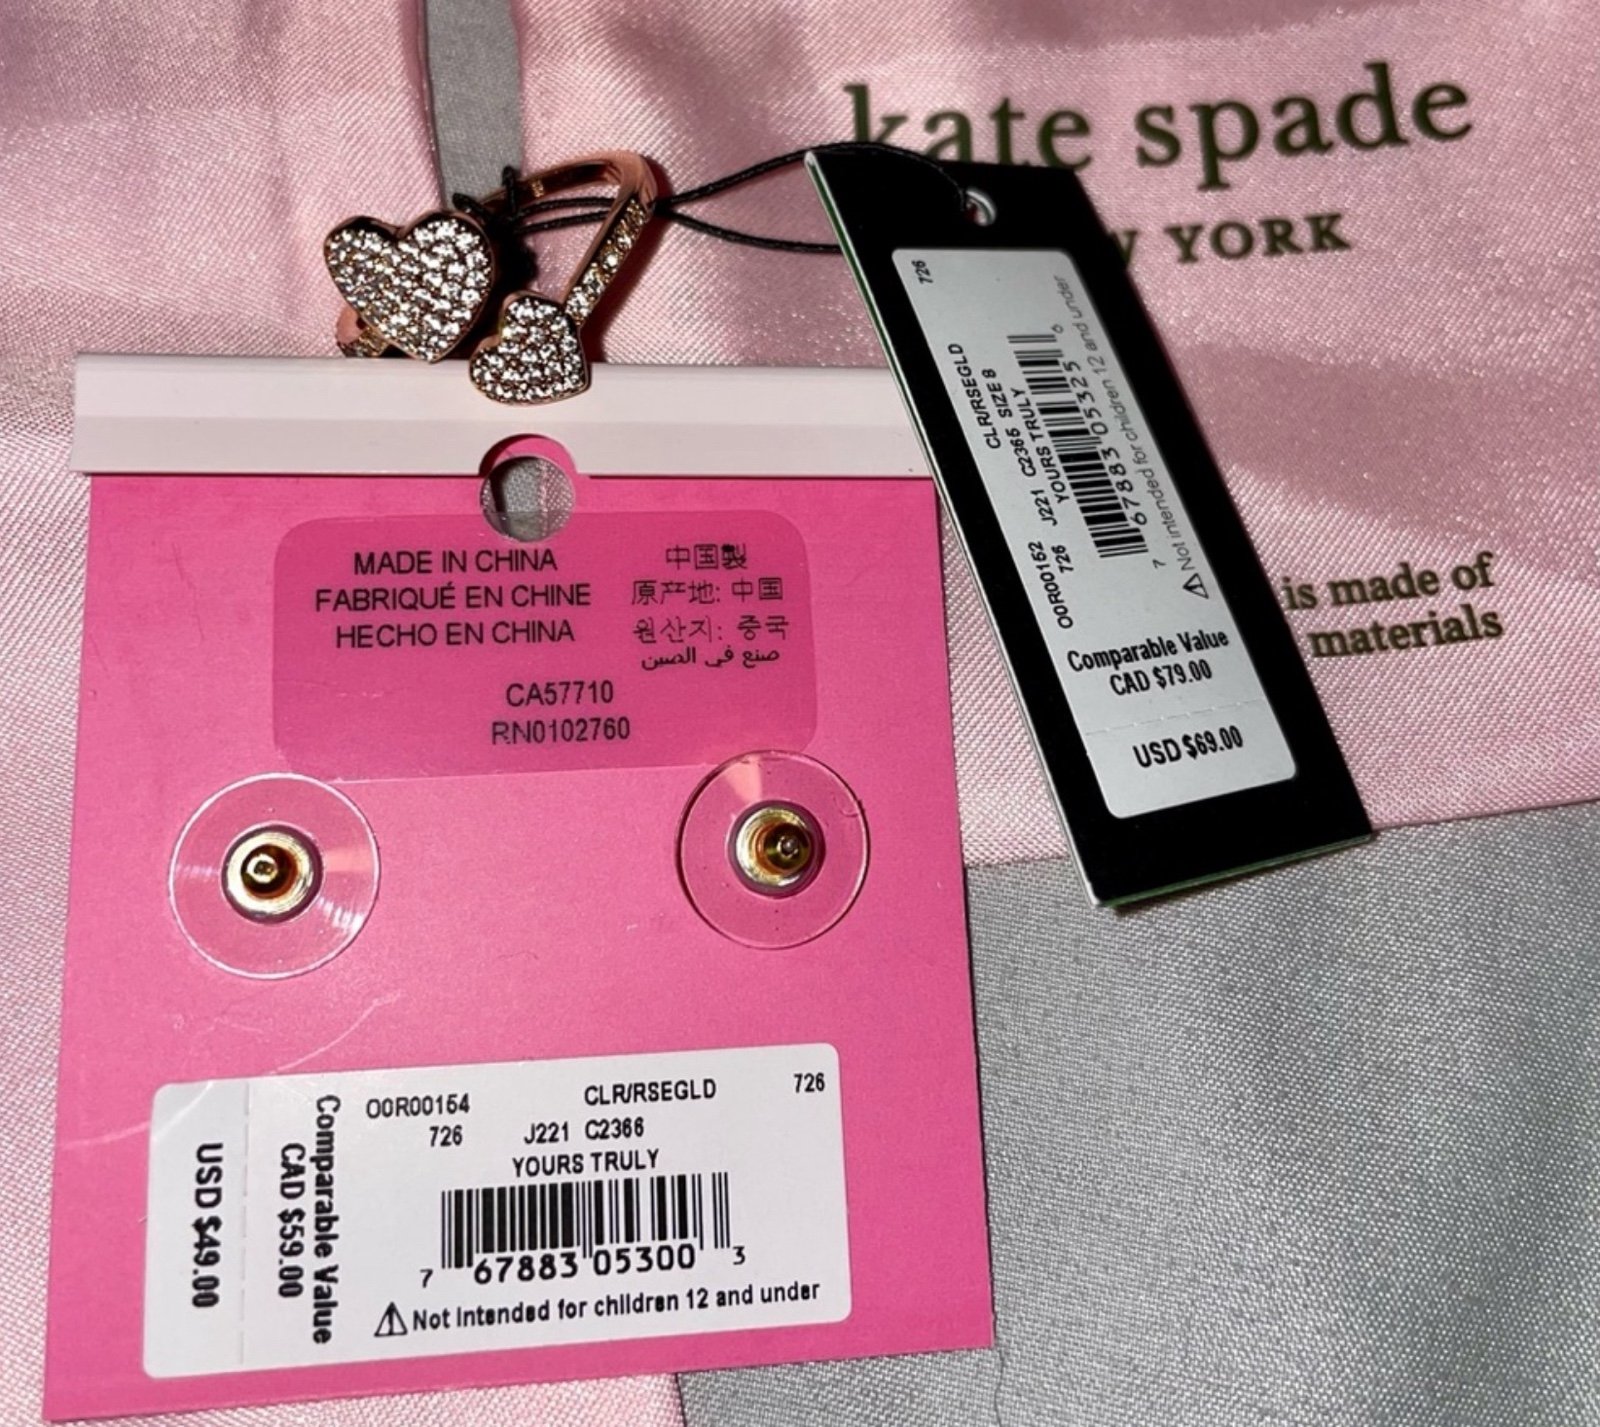 kate spade
W YORK
is made of
materials
726
CLR/RSEGLD
SIZE 8
O0R00152 J221 C2365
726 YOURS TRULY
7 67883 05325 6
Not intended for children 12 and under
Comparable Value
CAD $79.00
USD $69.00
MADE IN CHINA
FABRIQUÉ EN CHINE
HECHO EN CHINA
中国製
原产地: 中国
원산지: 중국
صنع في الصين
CA57710
RN0102760
O0R00154 CLR/RSEGLD 726
726 J221 C2366
YOURS TRULY
7 67883 05300 3
Not Intended for children 12 and under
Comparable Value
CAD $59.00
USD $49.00